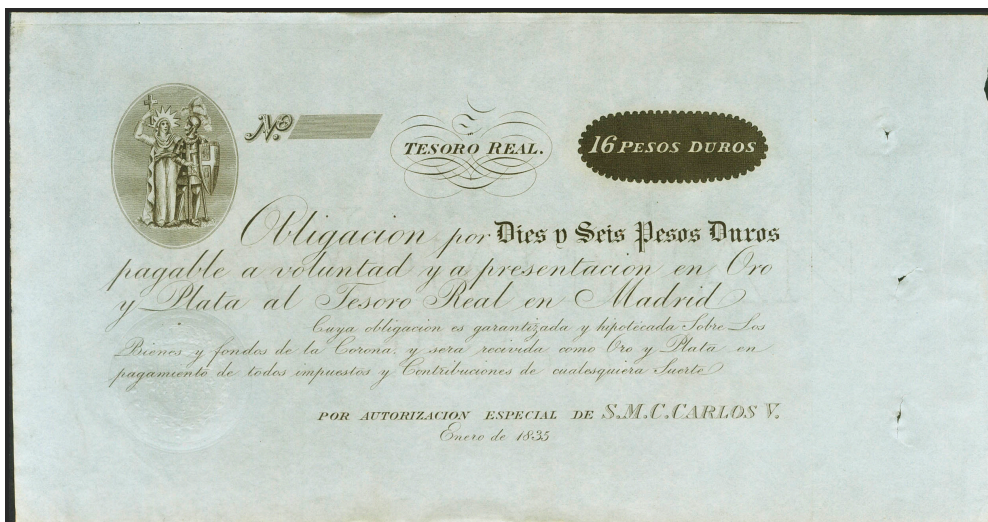 No.
TESORO REAL.
16 PESOS DUROS
Obligacion por Dies y Seis Pesos Duros
pagable a voluntad y a presentacion en Oro
y Plata al Tesoro Real en Madrid
Cuya obligacion es garantizada y hipotecada Sobre Los
Bienes y fondos de la Corona, y sera recivida como Oro y Plata en
pagamiento de todos impuestos y Contribuciones de cualesquiera Suerte
POR AUTORIZACION ESPECIAL DE S.M.C. CARLOS V.
Enero de 1835